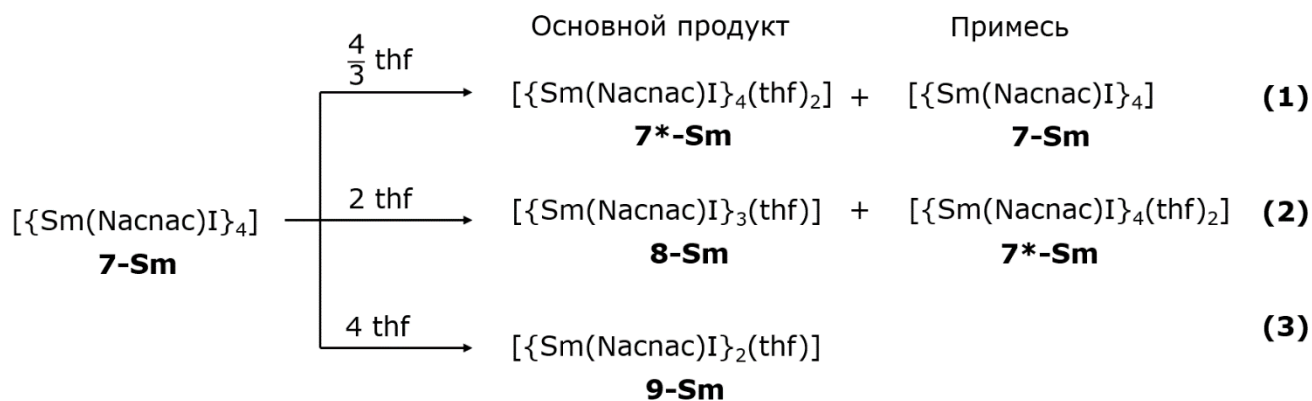 Основной продукт Примесь
4/3 thf
[{Sm(Nacnac)I}₄(thf)₂] + [{Sm(Nacnac)I}₄] (1)
7*-Sm 7-Sm
2 thf
[{Sm(Nacnac)I}₄] [{Sm(Nacnac)I}₃(thf)] + [{Sm(Nacnac)I}₄(thf)₂] (2)
7-Sm 8-Sm 7*-Sm
4 thf
[{Sm(Nacnac)I}₂(thf)] (3)
9-Sm